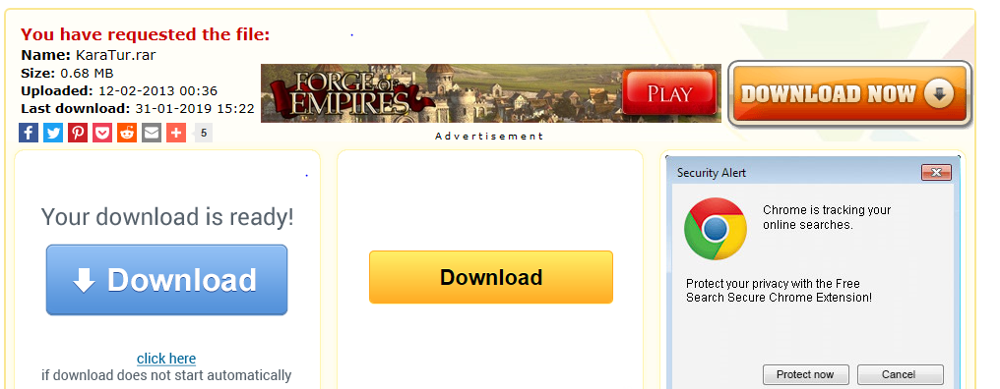 You have requested the file:
Name: KaraTur.rar
Size: 0.68 MB
Uploaded: 12-02-2013 00:36
Last download: 31-01-2019 15:22
5
FORGE OF
EMPIRES
PLAY
Advertisement
DOWNLOAD NOW
Your download is ready!
Download
click here
if download does not start automatically
Download
Security Alert
Chrome is tracking your
online searches.
Protect your privacy with the Free
Search Secure Chrome Extension!
Protect now
Cancel